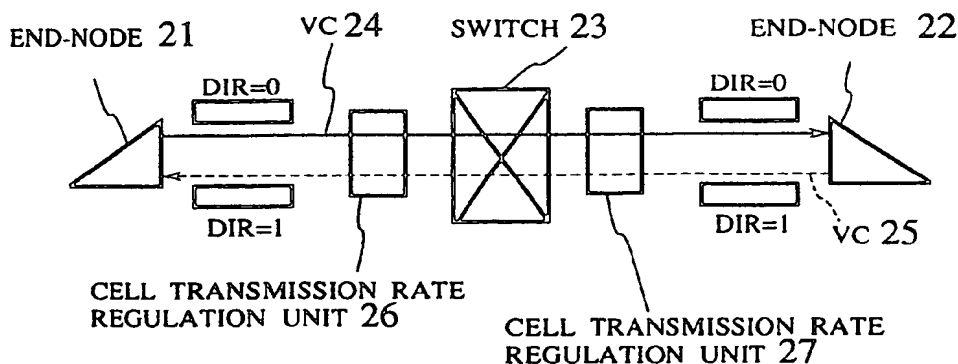 END-NODE 21
VC 24
SWITCH 23
END-NODE 22
DIR=0
DIR=0
DIR=1
DIR=1
VC 25
CELL TRANSMISSION RATE
REGULATION UNIT 26
CELL TRANSMISSION RATE
REGULATION UNIT 27